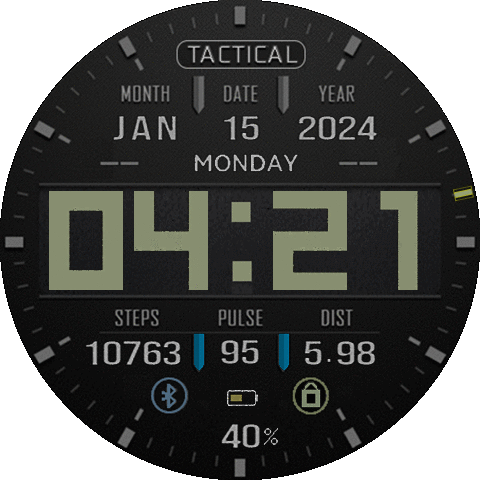 TACTICAL
MONTH DATE YEAR
JAN 15 2024
MONDAY
04:21
STEPS PULSE DIST
10763 95 5.98
40%